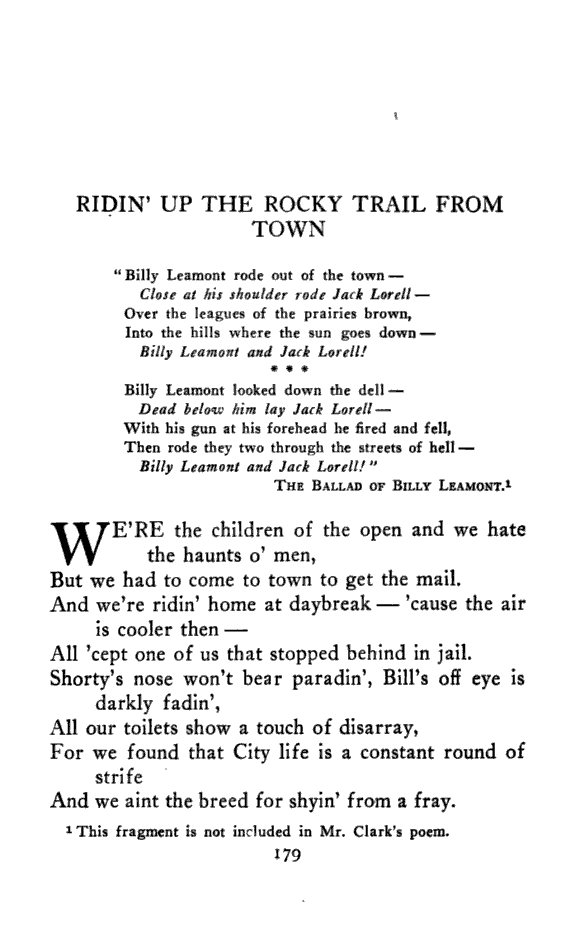 RIDIN' UP THE ROCKY TRAIL FROM
TOWN
“Billy Leamont rode out of the town—
Close at his shoulder rode Jack Lorell—
Over the leagues of the prairies brown,
Into the hills where the sun goes down—
Billy Leamont and Jack Lorell!
* * *
Billy Leamont looked down the dell—
Dead below him lay Jack Lorell—
With his gun at his forehead he fired and fell,
Then rode they two through the streets of hell—
Billy Leamont and Jack Lorell!”
THE BALLAD OF BILLY LEAMONT.¹
WE'RE the children of the open and we hate
the haunts o' men,
But we had to come to town to get the mail.
And we're ridin' home at daybreak — 'cause the air
is cooler then —
All 'cept one of us that stopped behind in jail.
Shorty's nose won't bear paradin', Bill's off eye is
darkly fadin',
All our toilets show a touch of disarray,
For we found that City life is a constant round of
strife
And we aint the breed for shyin' from a fray.
¹ This fragment is not included in Mr. Clark's poem.
179